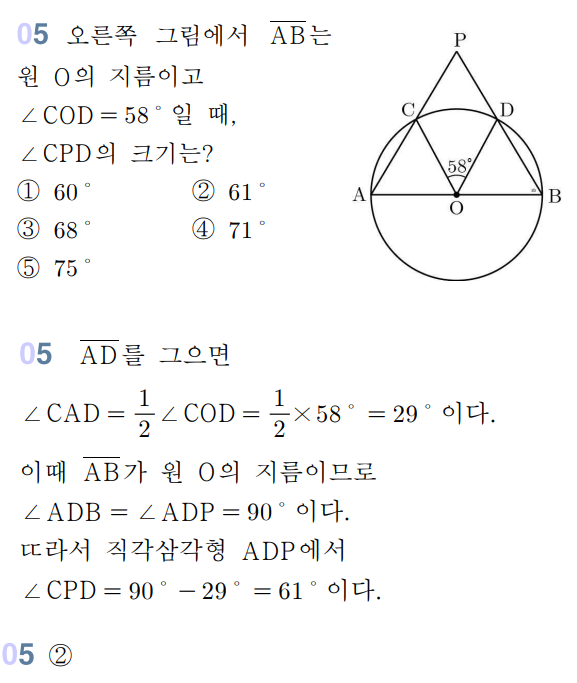 05 오른쪽 그림에서 AB는
원 O의 지름이고
∠COD=58°일 때,
∠CPD의 크기는?
① 60° ② 61°
③ 68° ④ 71°
⑤ 75°
P
C D
58°
A B
O
05 AD를 그으면
∠CAD=1/2∠COD=1/2×58°=29°이다.
이때 AB가 원 O의 지름이므로
∠ADB=∠ADP=90°이다.
따라서 직각삼각형 ADP에서
∠CPD=90°-29°=61°이다.
05 ②